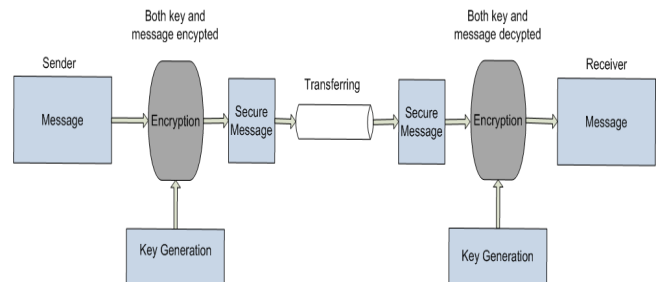 Both key and
message encypted
Both key and
message decypted
Sender
Transferring
Receiver
Message
Encryption
Secure
Message
Secure
Message
Encryption
Message
Key Generation
Key Generation